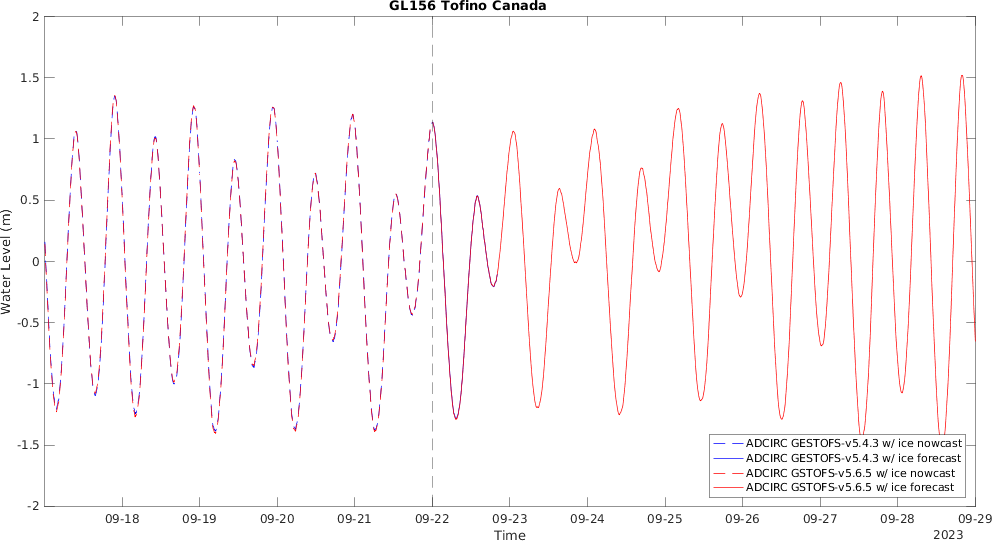 GL156 Tofino Canada
2
1.5
1
0.5
0
-0.5
-1
-1.5
-2
Water Level (m)
ADCIRC GESTOFS-v5.4.3 w/ ice nowcast
ADCIRC GESTOFS-v5.4.3 w/ ice forecast
ADCIRC GSTOFS-v5.6.5 w/ ice nowcast
ADCIRC GSTOFS-v5.6.5 w/ ice forecast
09-18 09-19 09-20 09-21 09-22 09-23 09-24 09-25 09-26 09-27 09-28 09-29
Time
2023